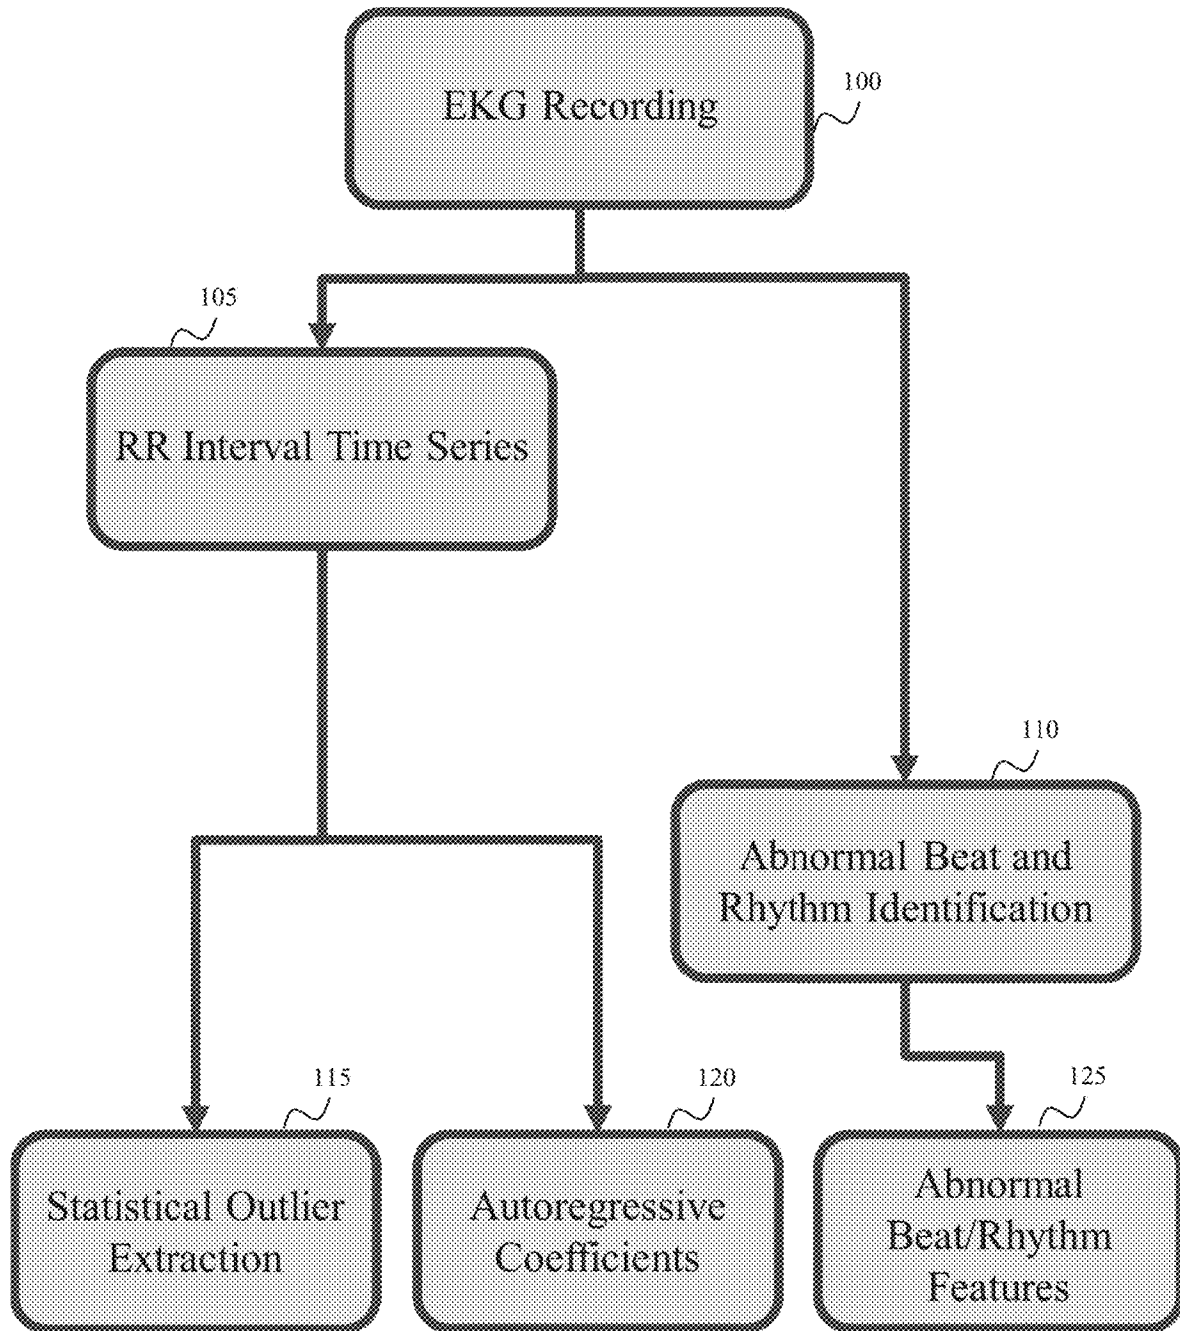 EKG Recording
100
105
RR Interval Time Series
110
Abnormal Beat and
Rhythm Identification
115
Statistical Outlier
Extraction
120
Autoregressive
Coefficients
125
Abnormal
Beat/Rhythm
Features